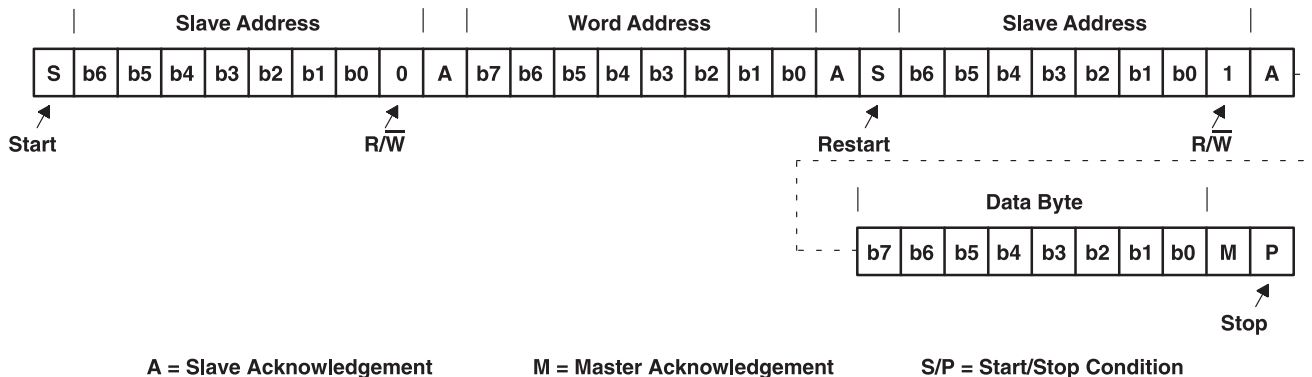 Slave Address Word Address Slave Address
S b6 b5 b4 b3 b2 b1 b0 0 A b7 b6 b5 b4 b3 b2 b1 b0 A S b6 b5 b4 b3 b2 b1 b0 1 A
Start R/W̅ Restart R/W̅
Data Byte
b7 b6 b5 b4 b3 b2 b1 b0 M P
Stop
A = Slave Acknowledgement M = Master Acknowledgement S/P = Start/Stop Condition